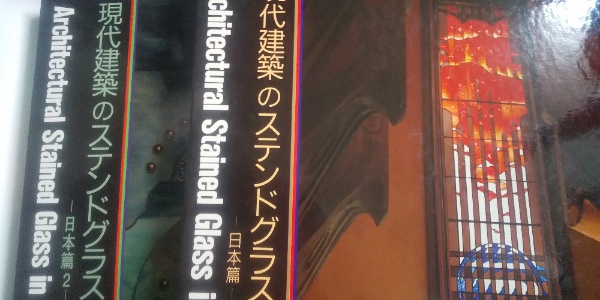 現代建築のステンドグラス
－日本篇 2－
Architectural Stained Glass in
現代建築のステンドグラス
－日本篇－
Architectural Stained Glass i